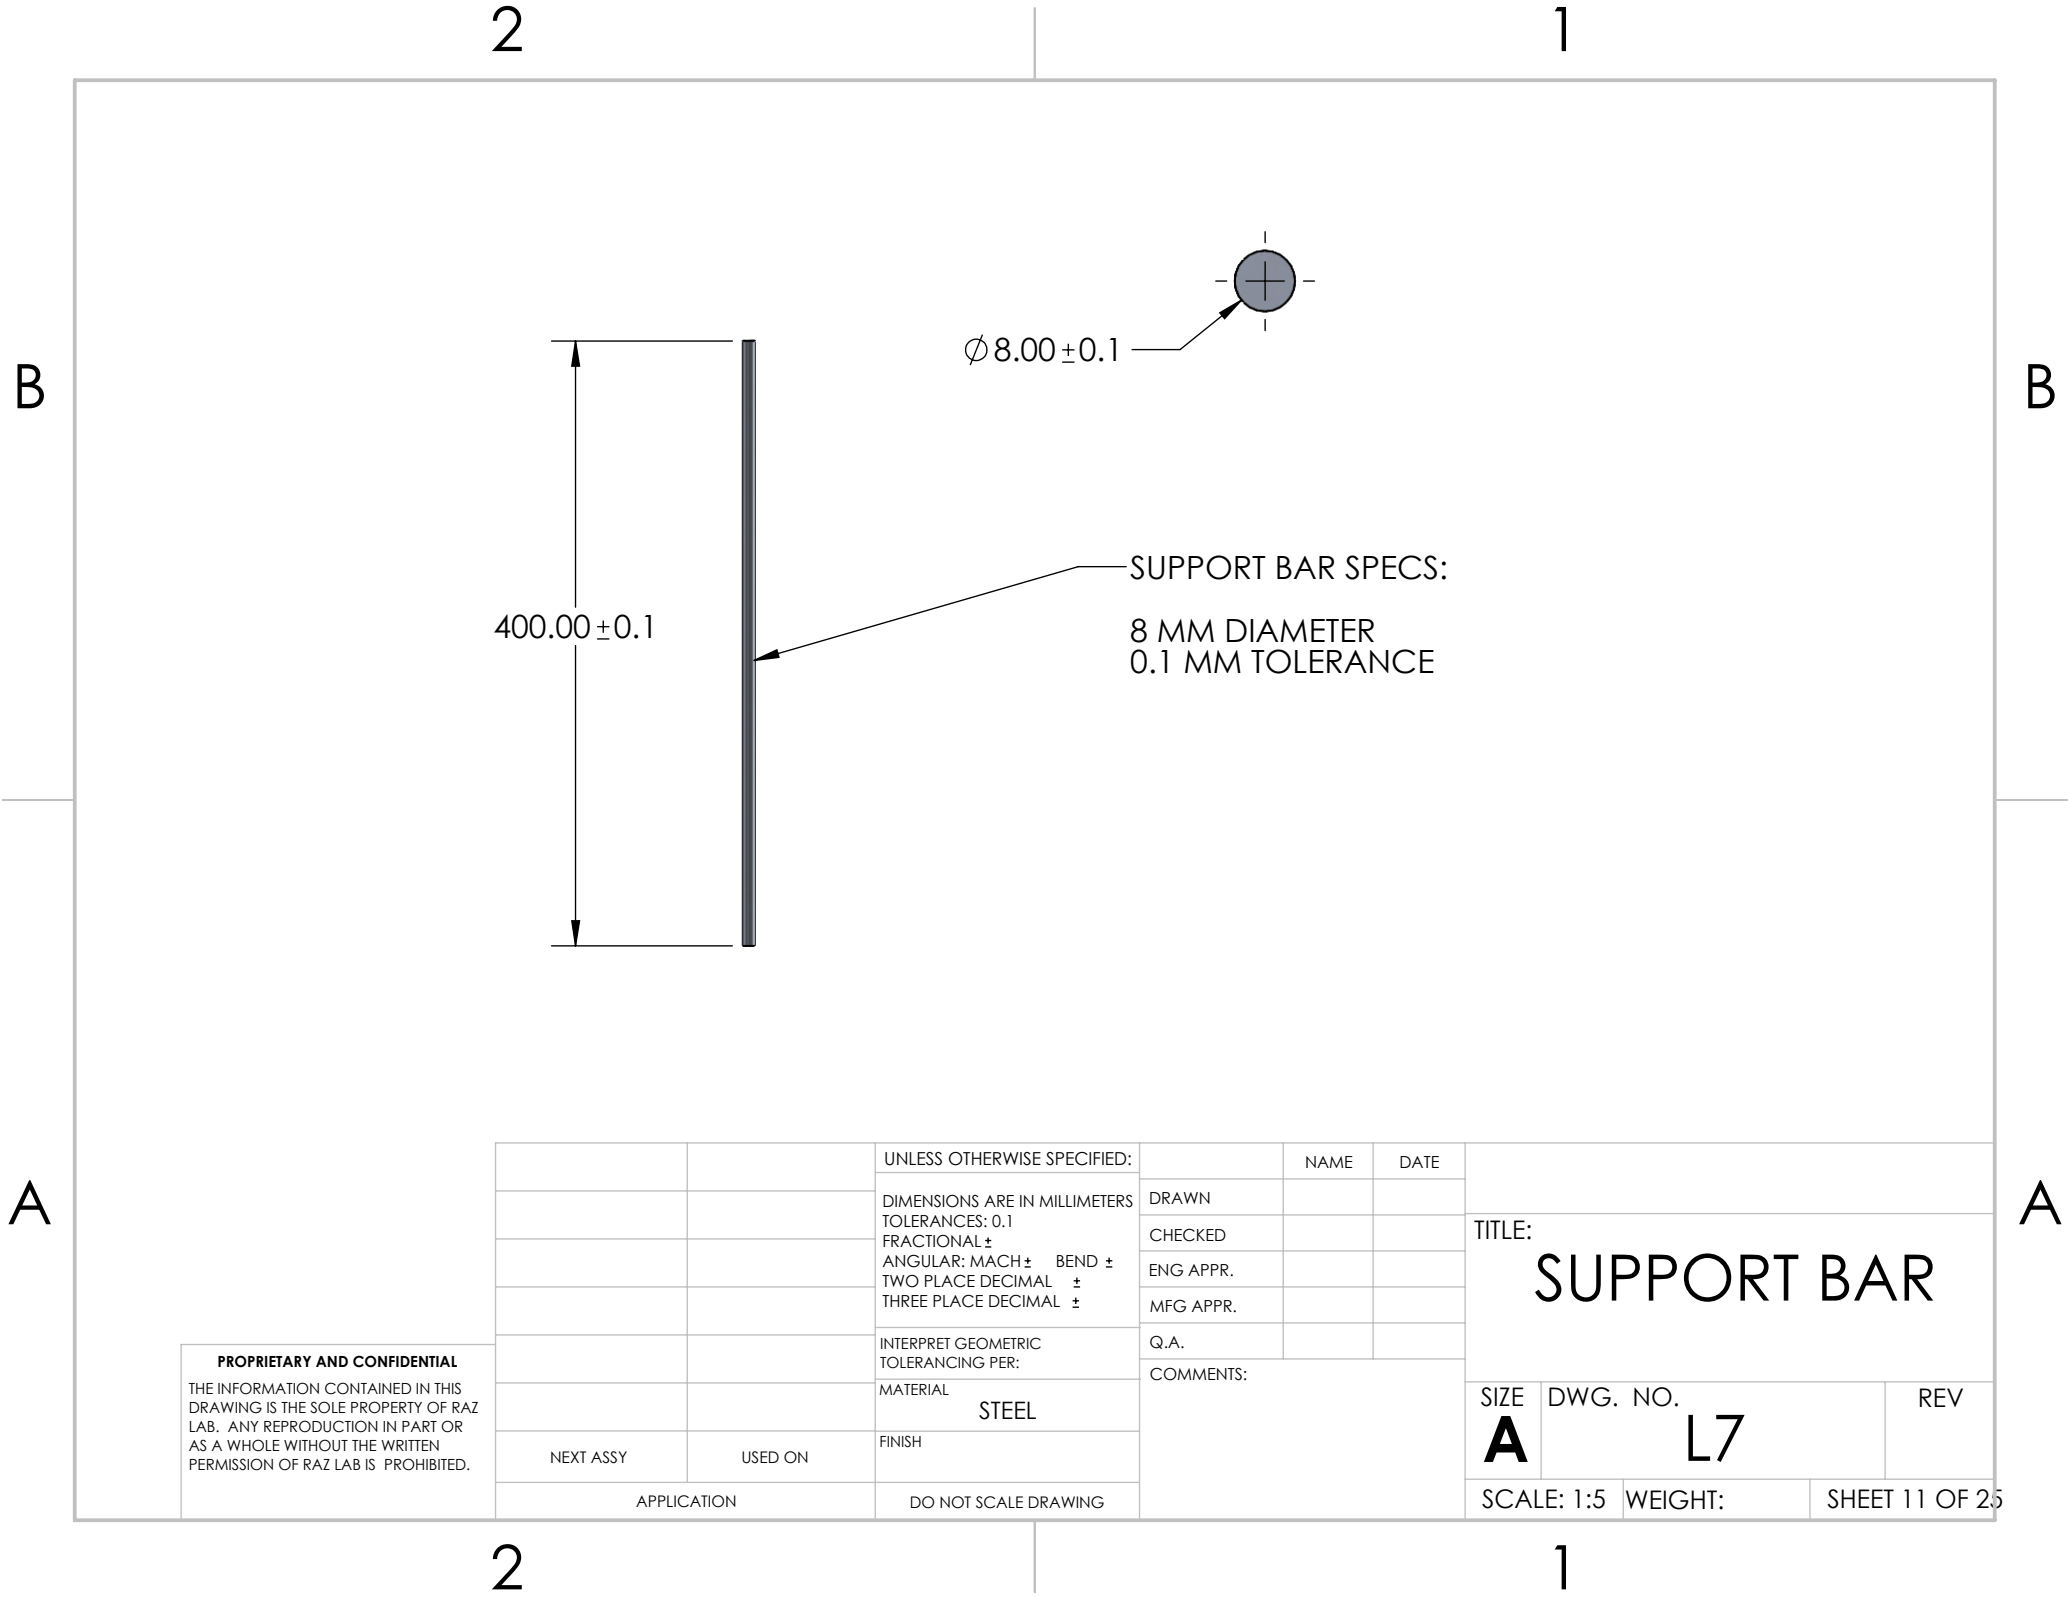 2
1
B
B
⌀8.00±0.1
400.00±0.1
SUPPORT BAR SPECS:
8 MM DIAMETER
0.1 MM TOLERANCE
A
A
UNLESS OTHERWISE SPECIFIED:
DIMENSIONS ARE IN MILLIMETERS
TOLERANCES: 0.1
FRACTIONAL ±
ANGULAR: MACH ± BEND ±
TWO PLACE DECIMAL ±
THREE PLACE DECIMAL ±
INTERPRET GEOMETRIC
TOLERANCING PER:
MATERIAL
STEEL
FINISH
DO NOT SCALE DRAWING
NAME DATE
DRAWN
CHECKED
ENG APPR.
MFG APPR.
Q.A.
COMMENTS:
TITLE:
SUPPORT BAR
SIZE
A
DWG. NO.
L7
REV
SCALE: 1:5
WEIGHT:
SHEET 11 OF 25
PROPRIETARY AND CONFIDENTIAL
THE INFORMATION CONTAINED IN THIS
DRAWING IS THE SOLE PROPERTY OF RAZ
LAB. ANY REPRODUCTION IN PART OR
AS A WHOLE WITHOUT THE WRITTEN
PERMISSION OF RAZ LAB IS PROHIBITED.
NEXT ASSY
USED ON
APPLICATION
2
1